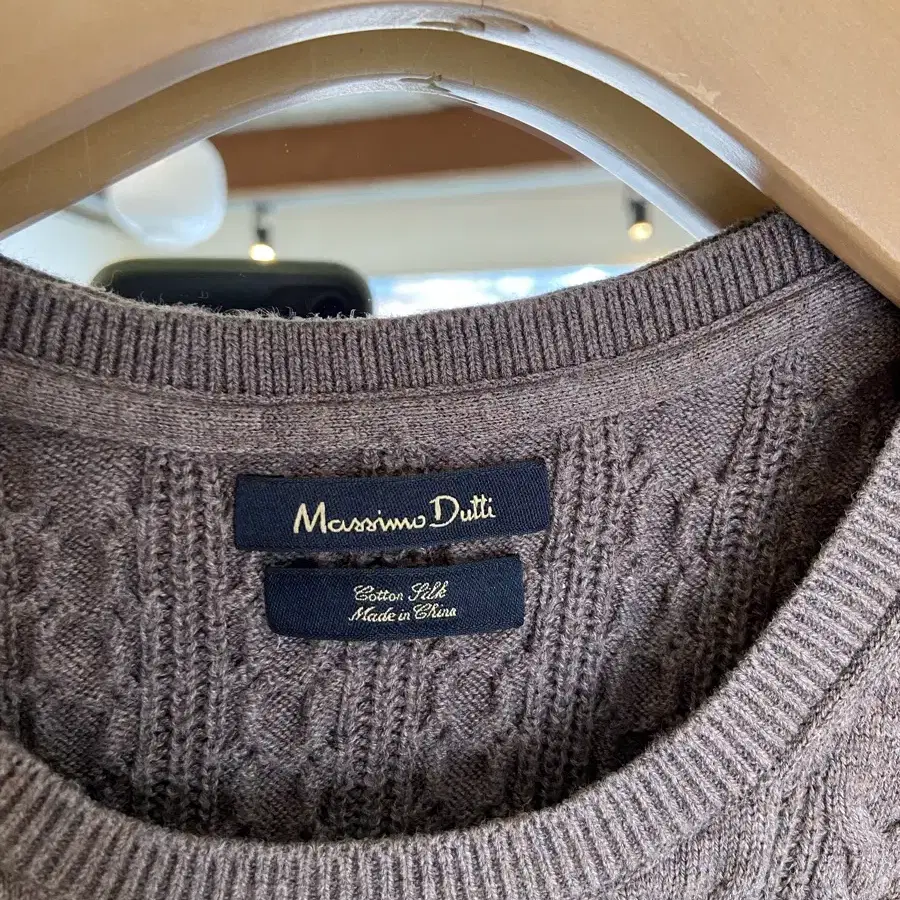 Massimo Dutti
Cotton Silk
Made in China